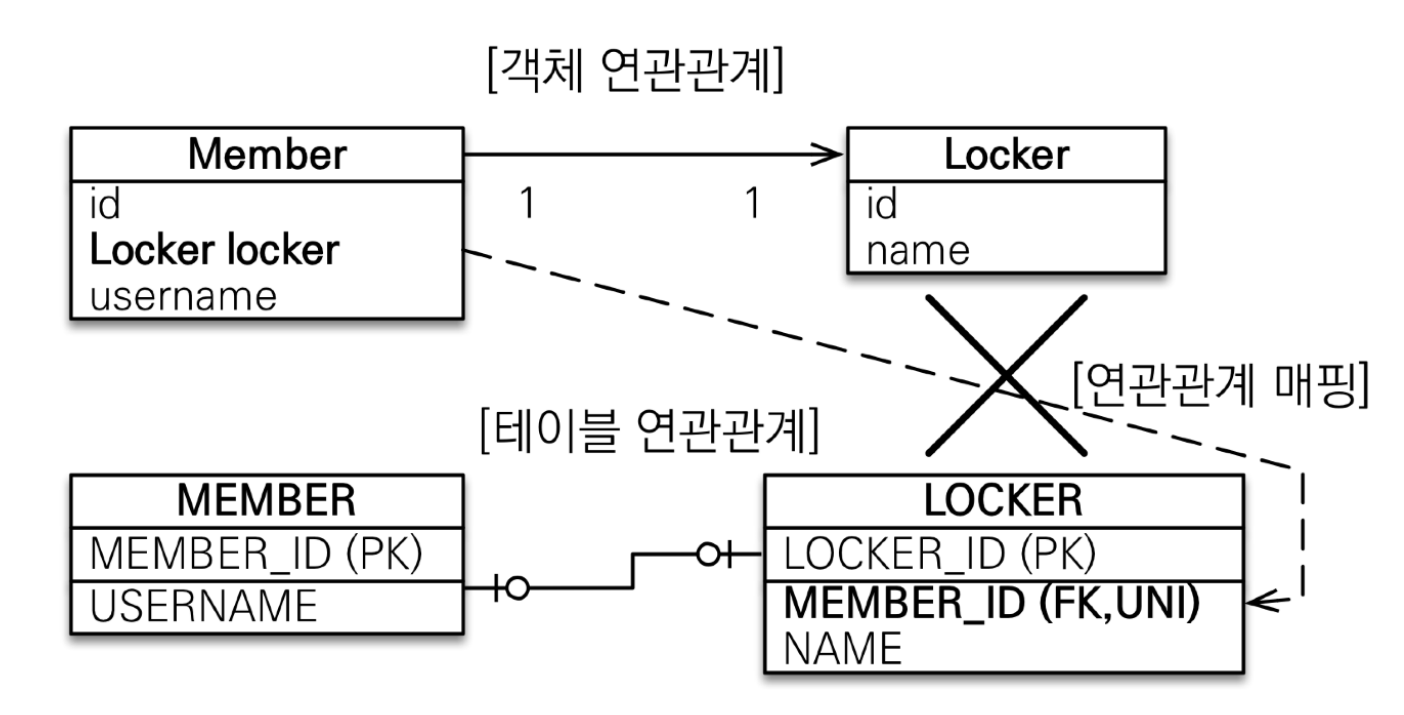 [객체 연관관계]
Member
id
Locker locker
username
1
1
Locker
id
name
[연관관계 매핑]
[테이블 연관관계]
MEMBER
MEMBER_ID (PK)
USERNAME
LOCKER
LOCKER_ID (PK)
MEMBER_ID (FK,UNI)
NAME